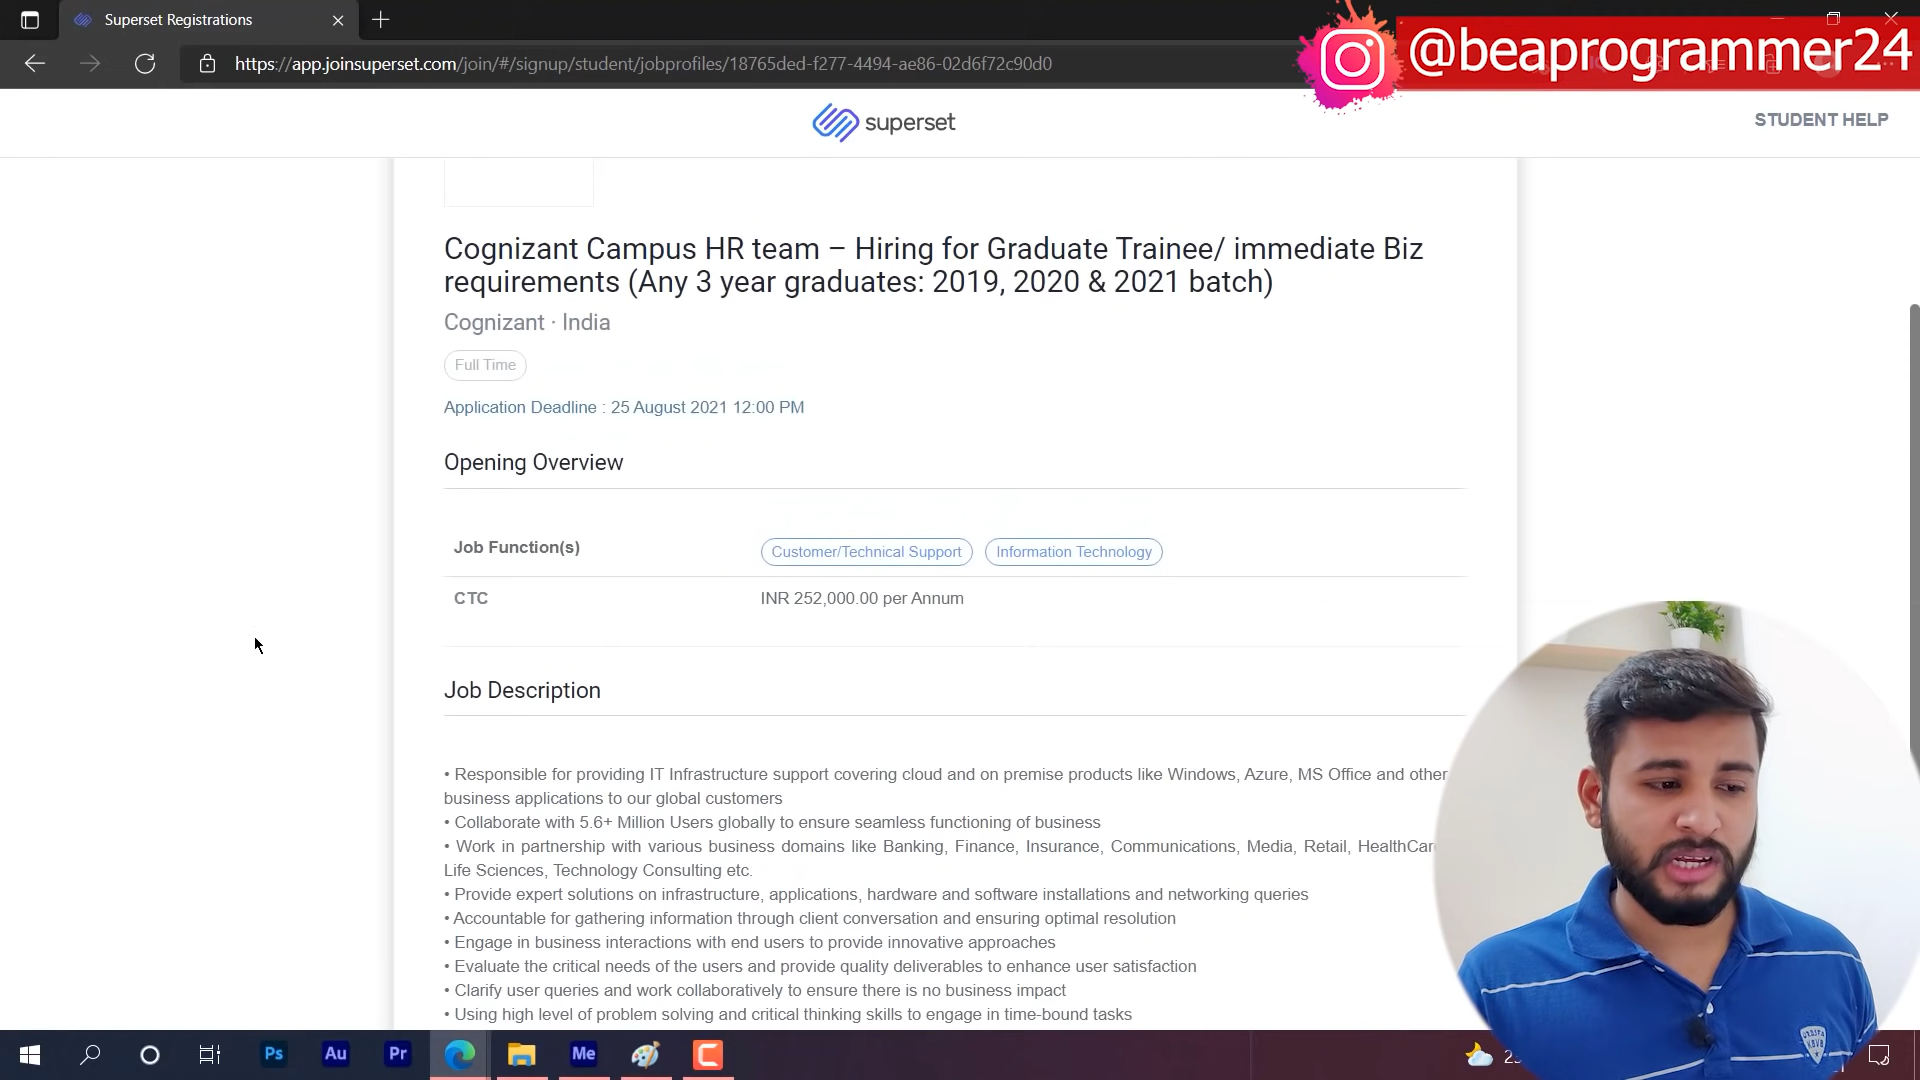 Superset Registrations
@beaprogrammer24
https://app.joinsuperset.com/join/#/signup/student/jobprofiles/18765ded-f277-4494-ae86-02d6f72c90d0
superset
STUDENT HELP
Cognizant Campus HR team – Hiring for Graduate Trainee/ immediate Biz
requirements (Any 3 year graduates: 2019, 2020 & 2021 batch)
Cognizant · India
Full Time
Application Deadline : 25 August 2021 12:00 PM
Opening Overview
Job Function(s)
Customer/Technical Support
Information Technology
CTC
INR 252,000.00 per Annum
Job Description
• Responsible for providing IT Infrastructure support covering cloud and on premise products like Windows, Azure, MS Office and other
business applications to our global customers
• Collaborate with 5.6+ Million Users globally to ensure seamless functioning of business
• Work in partnership with various business domains like Banking, Finance, Insurance, Communications, Media, Retail,
Life Sciences, Technology Consulting etc.
• Provide expert solutions on infrastructure, applications, hardware and software installations and networking queries
• Accountable for gathering information through client conversation and ensuring optimal resolution
• Engage in business interactions with end users to provide innovative approaches
• Evaluate the critical needs of the users and provide quality deliverables to enhance user satisfaction
• Clarify user queries and work collaboratively to ensure there is no business impact
• Using high level of problem solving and critical thinking skills to engage in time-bound tasks
Ps
Au
Pr
Me